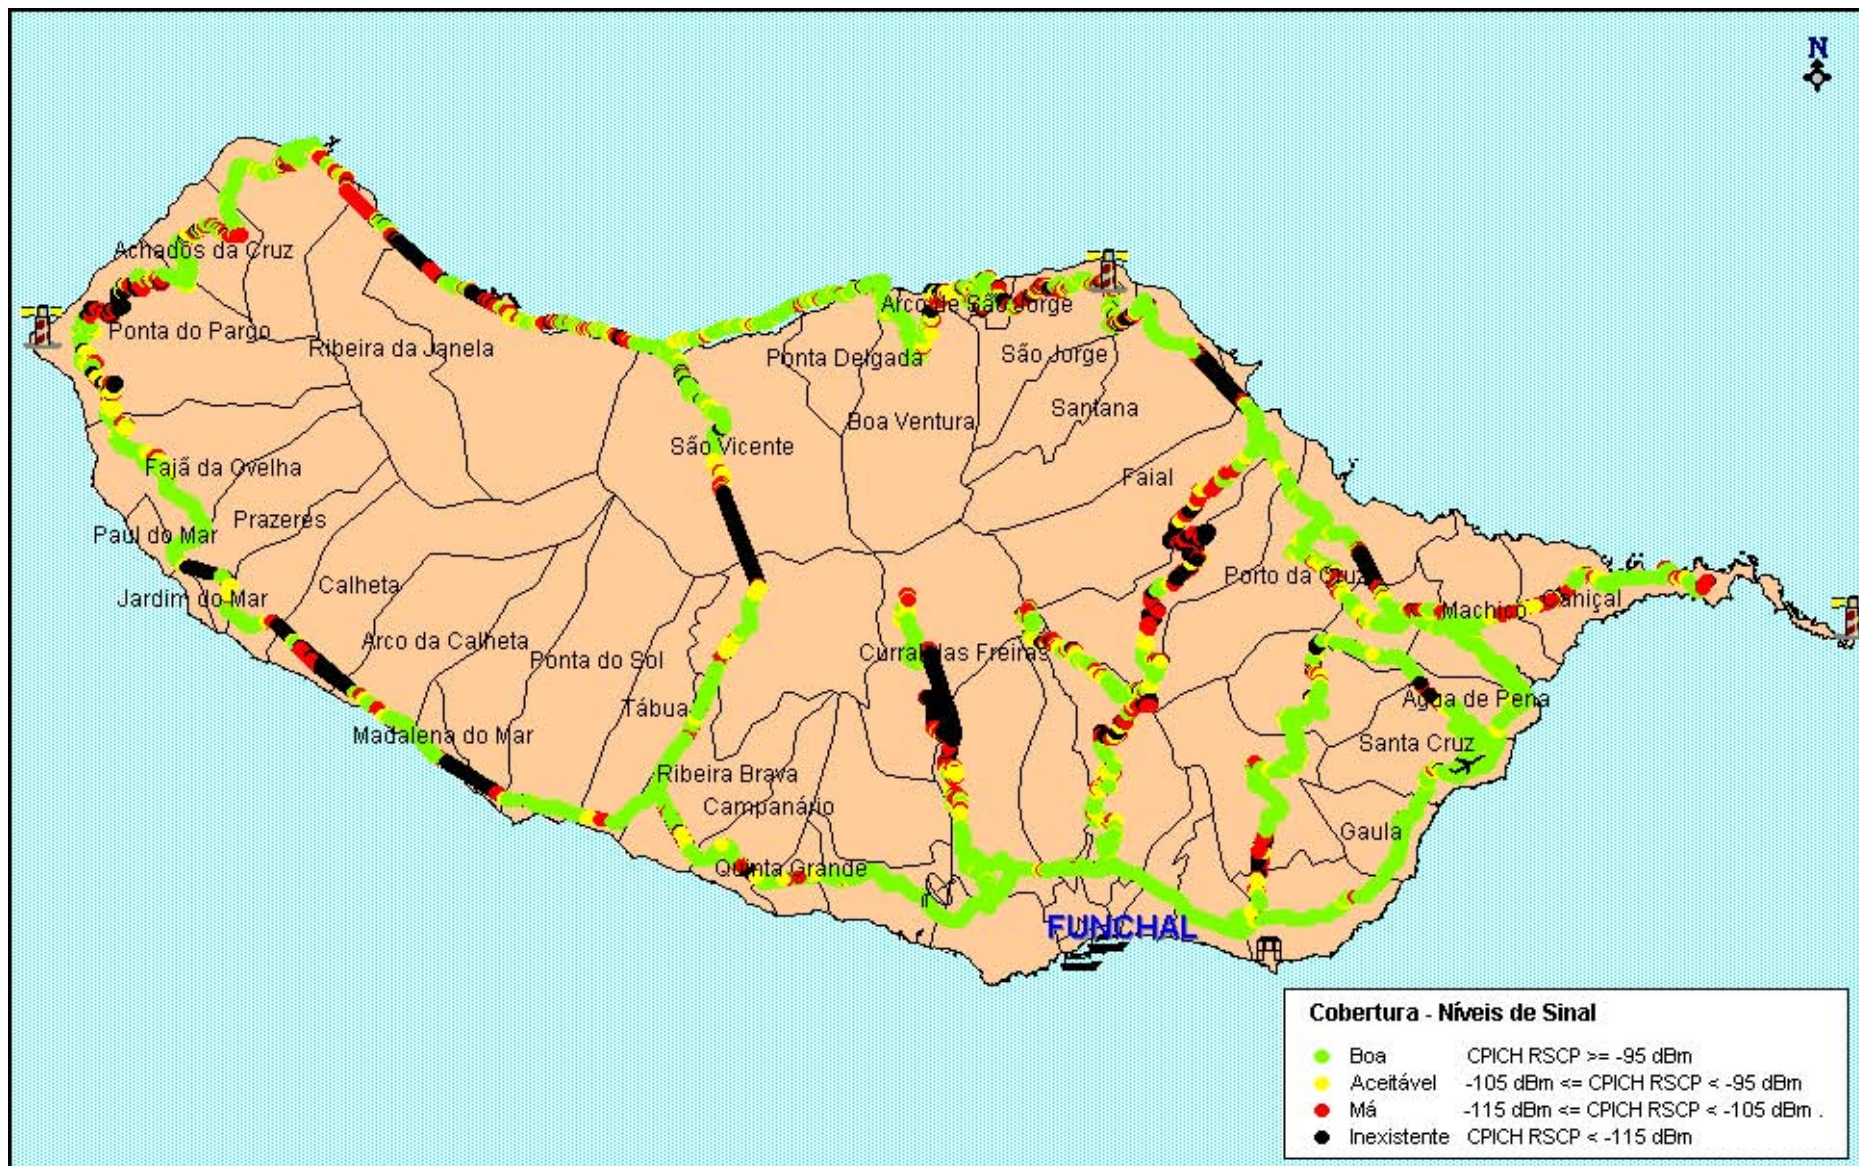 N
Achados da Cruz
Ponta do Pargo
Ribeira da Janela
Arco de São Jorge
Ponta Delgada
São Jorge
Boa Ventura
Santana
São Vicente
Fajã da Ovelha
Faial
Prazeres
Paul do Mar
Calheta
Jardim do Mar
Porto da Cruz
Machico
Caniçal
Arco da Calheta
Ponta do Sol
Curral das Freiras
Tábua
Água de Pena
Madalena do Mar
Santa Cruz
Ribeira Brava
Campanário
Gaula
Quinta Grande
FUNCHAL
Cobertura - Níveis de Sinal
Boa CPICH RSCP >= -95 dBm
Aceitável -105 dBm <= CPICH RSCP < -95 dBm
Má -115 dBm <= CPICH RSCP < -105 dBm .
Inexistente CPICH RSCP < -115 dBm